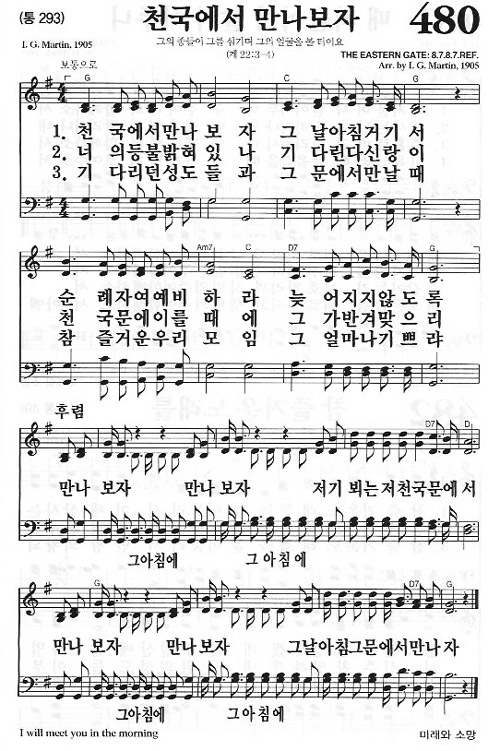 (통 293)
천국에서 만나보자
480
I. G. Martin, 1905
그의 종들이 그를 섬기며 그의 얼굴을 볼 터이요
(계 22:3-4)
THE EASTERN GATE: 8.7.8.7.REF.
Arr. by I. G. Martin, 1905
보통으로
G C G
1. 천 국에서만나 보 자 그 날아침거기 서
2. 너 의등불밝혀 있 나 기 다린다신랑 이
3. 기 다리던성도 들 과 그 문에서만날 때
Am7 C D7 G
순 례자여예비 하 라 늦 어지지않도 록
천 국문에이를 때 에 그 가반겨맞으 리
참 즐거운우리 모 임 그 얼마나기쁘 랴
후렴
D7 D
만나 보자 만나 보자 저기 뵈는저천국문에 서
그아침에 그 아침에
G C G D7 G
만나 보자 만나 보자 그날아침그문에서만나 자
그아침에 그 아침에
I will meet you in the morning
미래와 소망